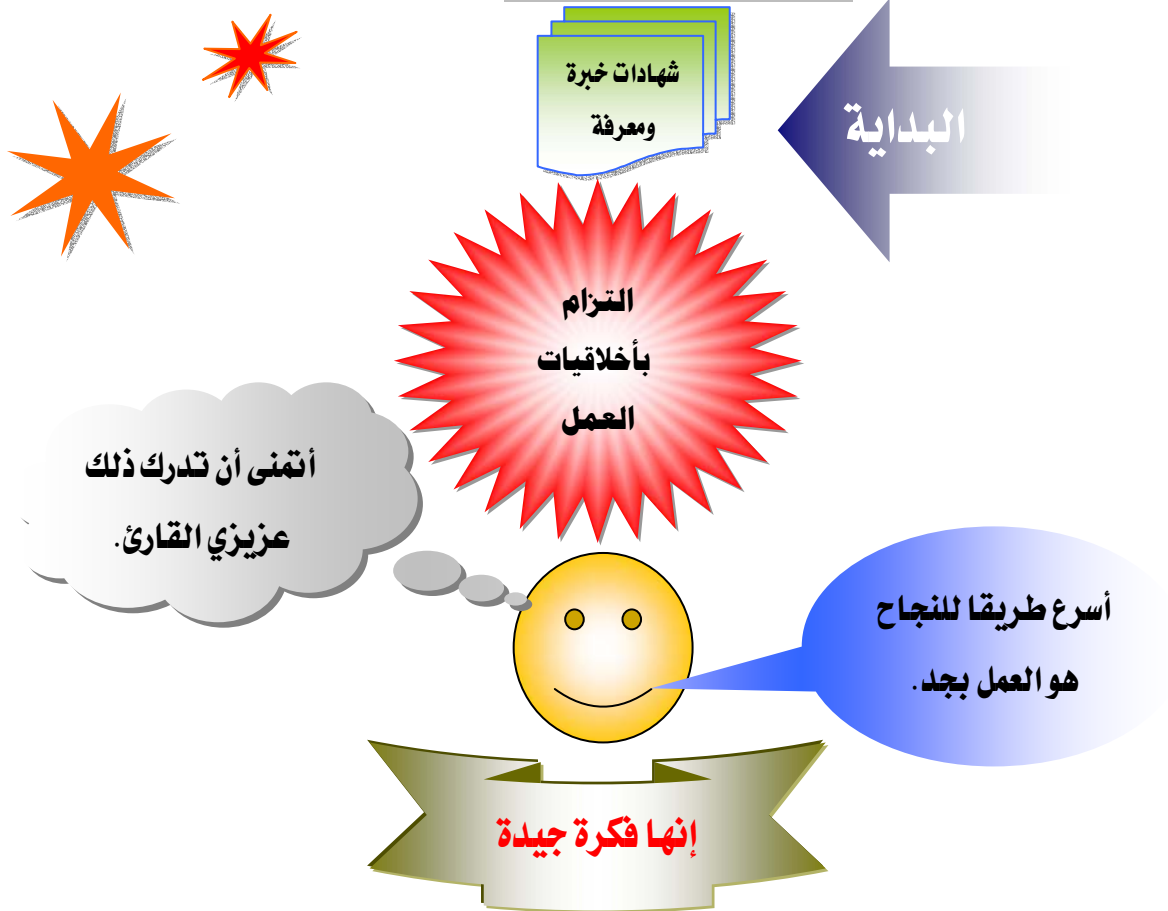 البداية
شهادات خبرة
ومعرفة
التزام
بأخلاقيات
العمل
أتمنى أن تدرك ذلك
عزيزي القارئ.
أسرع طريقا للنجاح
هو العمل بجد.
إنها فكرة جيدة